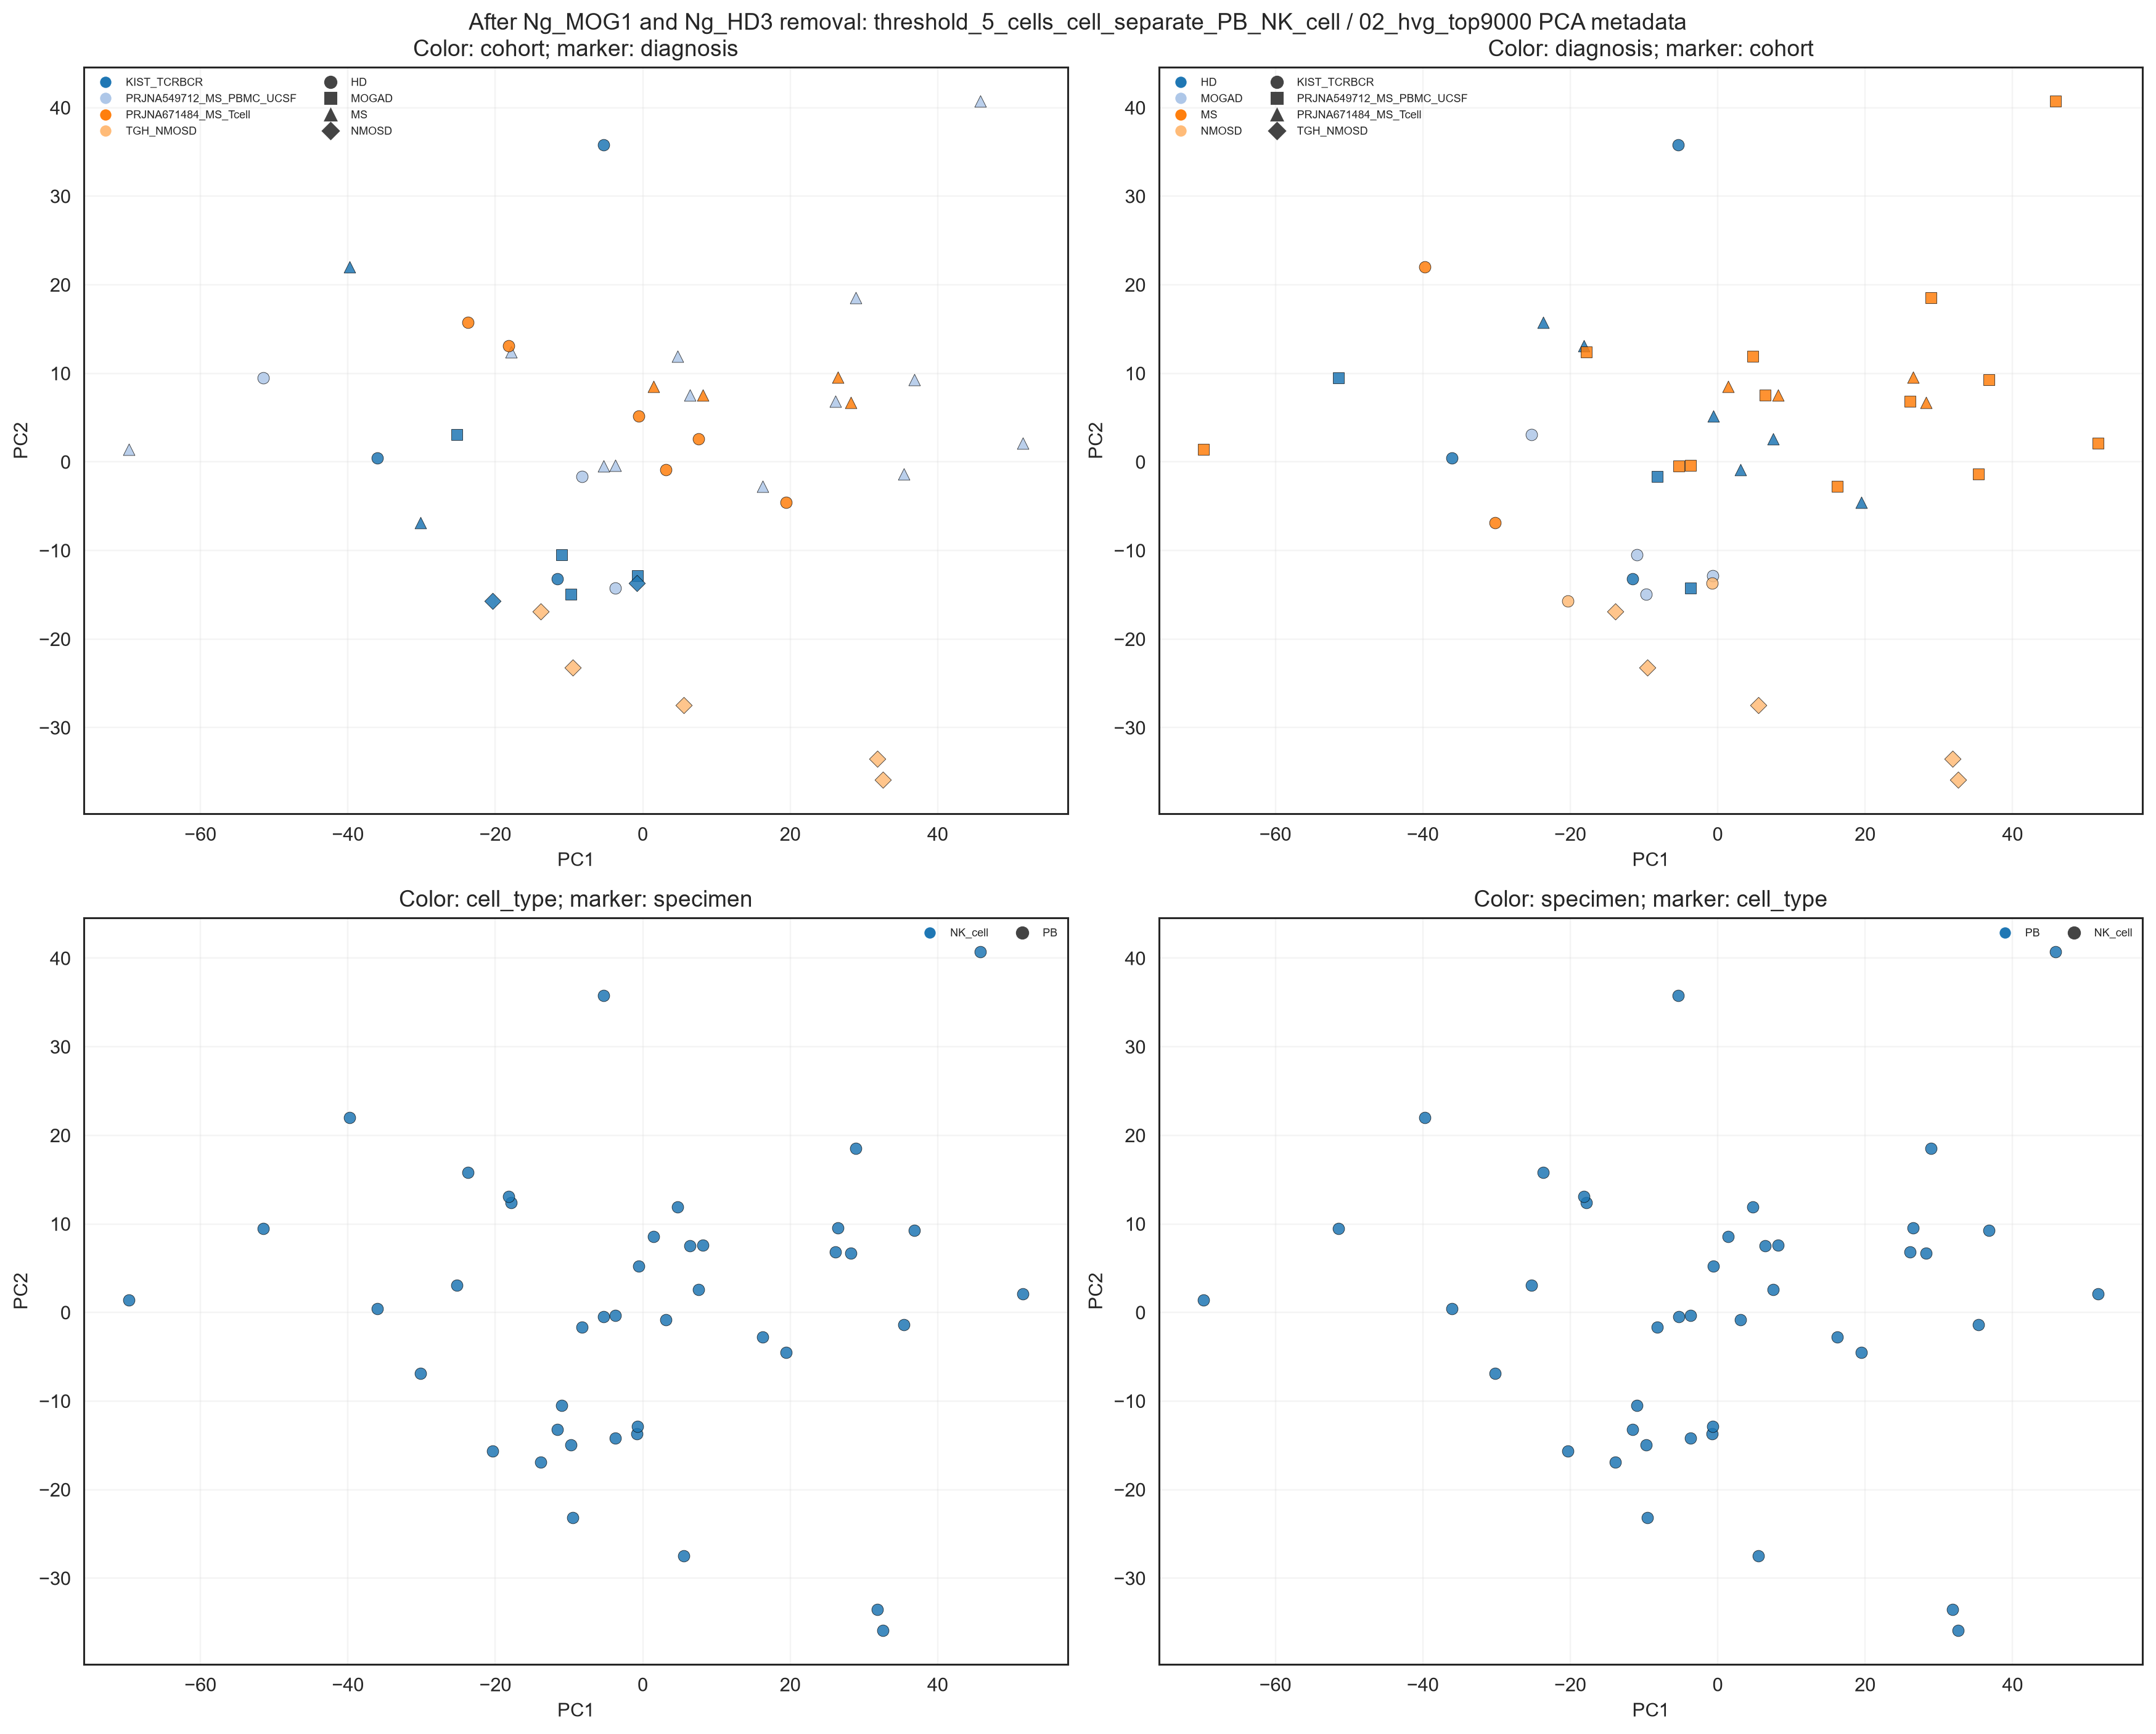 After Ng_MOG1 and Ng_HD3 removal: threshold_5_cells_cell_separate_PB_NK_cell / 02_hvg_top9000 PCA metadata
Color: cohort; marker: diagnosis
KIST_TCRBCR
PRJNA549712_MS_PBMC_UCSF
PRJNA671484_MS_Tcell
TGH_NMOSD
HD
MOGAD
MS
NMOSD
40
30
20
10
0
−10
−20
−30
PC2
−60 −40 −20 0 20 40
PC1
Color: diagnosis; marker: cohort
HD
MOGAD
MS
NMOSD
KIST_TCRBCR
PRJNA549712_MS_PBMC_UCSF
PRJNA671484_MS_Tcell
TGH_NMOSD
40
30
20
10
0
−10
−20
−30
PC2
−60 −40 −20 0 20 40
PC1
Color: cell_type; marker: specimen
NK_cell PB
40
30
20
10
0
−10
−20
−30
PC2
−60 −40 −20 0 20 40
PC1
Color: specimen; marker: cell_type
PB NK_cell
40
30
20
10
0
−10
−20
−30
PC2
−60 −40 −20 0 20 40
PC1